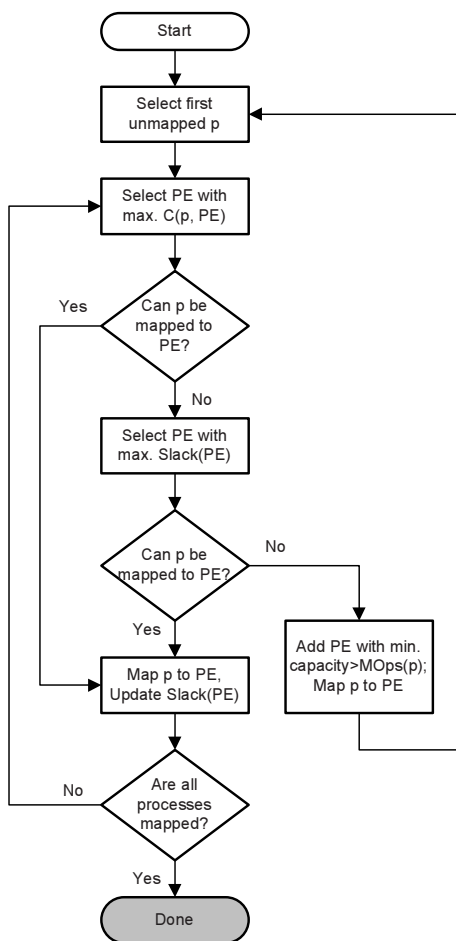 Start
Select first
unmapped p
Select PE with
max. C(p, PE)
Yes
Can p be
mapped to
PE?
No
Select PE with
max. Slack(PE)
Can p be
mapped to PE?
No
Yes
Add PE with min.
capacity>MOps(p);
Map p to PE
Map p to PE,
Update Slack(PE)
No
Are all
processes
mapped?
Yes
Done